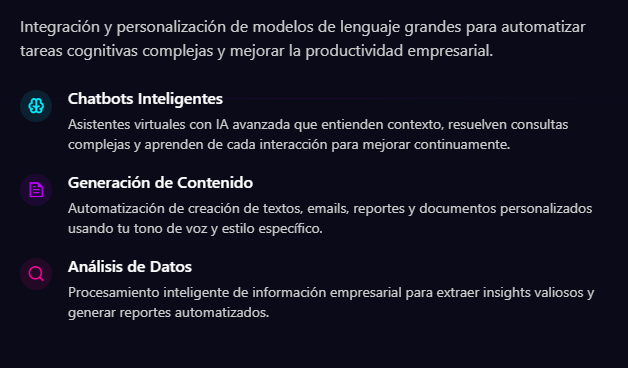 Integración y personalización de modelos de lenguaje grandes para automatizar
tareas cognitivas complejas y mejorar la productividad empresarial.
Chatbots Inteligentes
Asistentes virtuales con IA avanzada que entienden contexto, resuelven consultas
complejas y aprenden de cada interacción para mejorar continuamente.
Generación de Contenido
Automatización de creación de textos, emails, reportes y documentos personalizados
usando tu tono de voz y estilo específico.
Análisis de Datos
Procesamiento inteligente de información empresarial para extraer insights valiosos y
generar reportes automatizados.